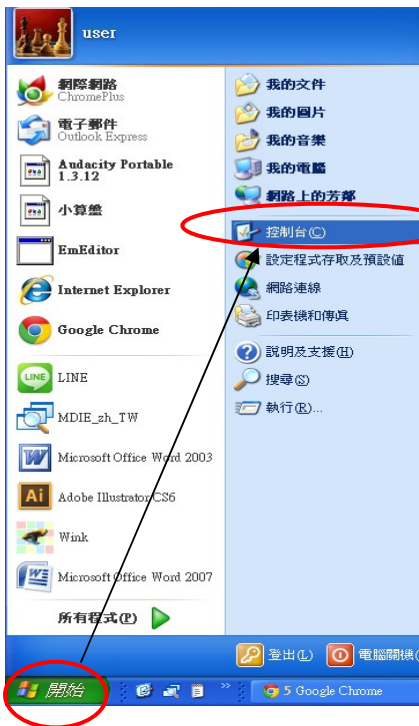 user
網際網路
ChromePlus
電子郵件
Outlook Express
Audacity Portable
1.3.12
小算盤
EmEditor
Internet Explorer
Google Chrome
LINE
MDIE_zh_TW
Microsoft Office Word 2003
Adobe Illustrator CS6
Wink
Microsoft Office Word 2007
所有程式(P)
我的文件
我的圖片
我的音樂
我的電腦
網路上的芳鄰
控制台(C)
設定程式存取及預設值
網路連線
印表機和傳真
說明及支援(H)
搜尋(S)
執行(R)...
登出(L)
電腦關機(
開始
5 Google Chrome